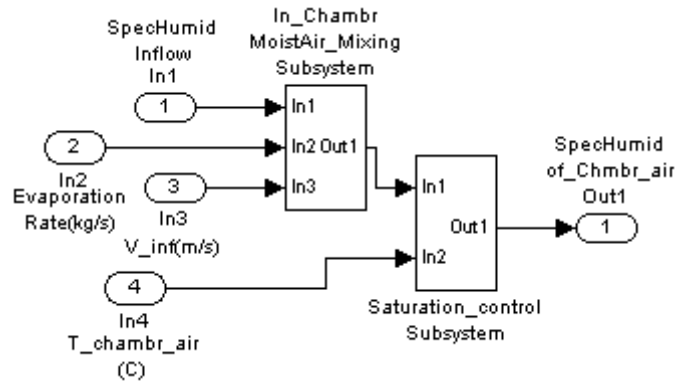 SpecHumid
Inflow
In1
1
In_Chambr
MoistAir_Mixing
Subsystem
In1
In2 Out1
In3
2
In2
Evaporation
Rate(kg/s)
3
In3
V_inf(m/s)
4
In4
T_chambr_air
(C)
In1
Out1
In2
Saturation_control
Subsystem
SpecHumid
of_Chmbr_air
Out1
1